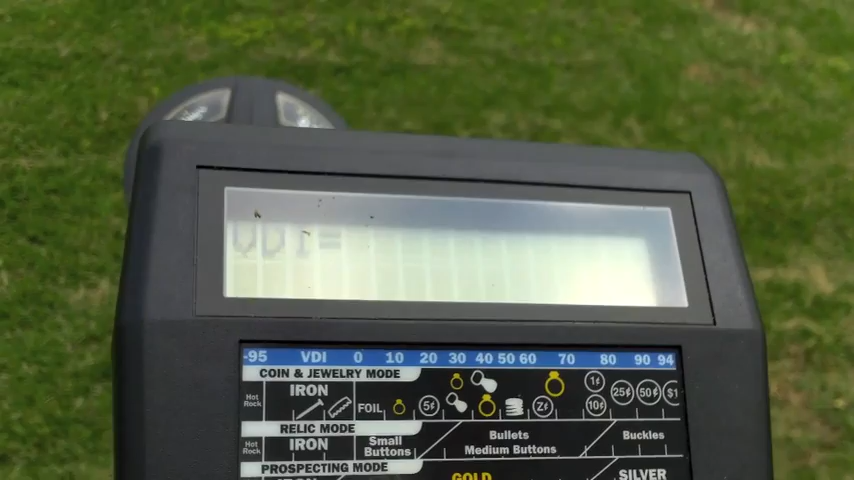 VDI=
-95 VDI 0 10 20 30 40 50 60 70 80 90 94
COIN & JEWELRY MODE
Hot Rock IRON
FOIL 5¢ Z¢ 1¢ 10¢ 25¢ 50¢ $1
RELIC MODE
Hot Rock IRON Small Buttons Bullets Medium Buttons Buckles
PROSPECTING MODE
IRON GOLD SILVER